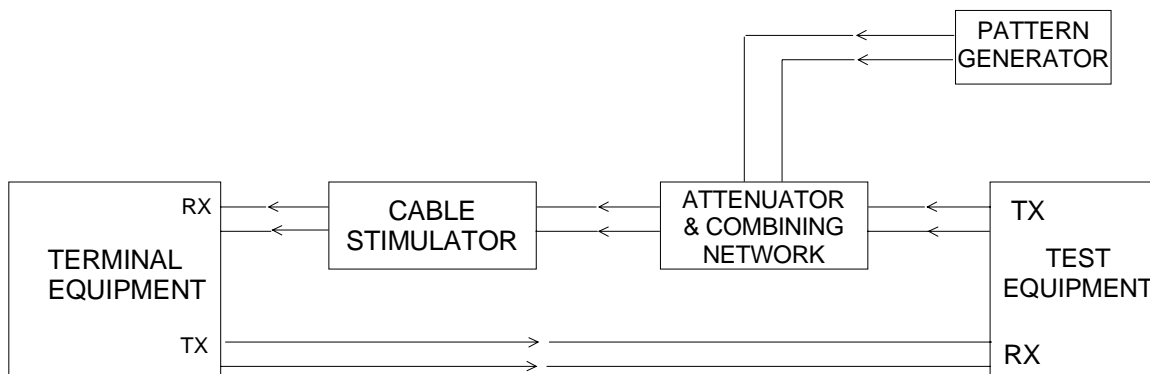 PATTERN
GENERATOR
RX
TERMINAL
EQUIPMENT
TX
CABLE
STIMULATOR
ATTENUATOR
& COMBINING
NETWORK
TX
TEST
EQUIPMENT
RX